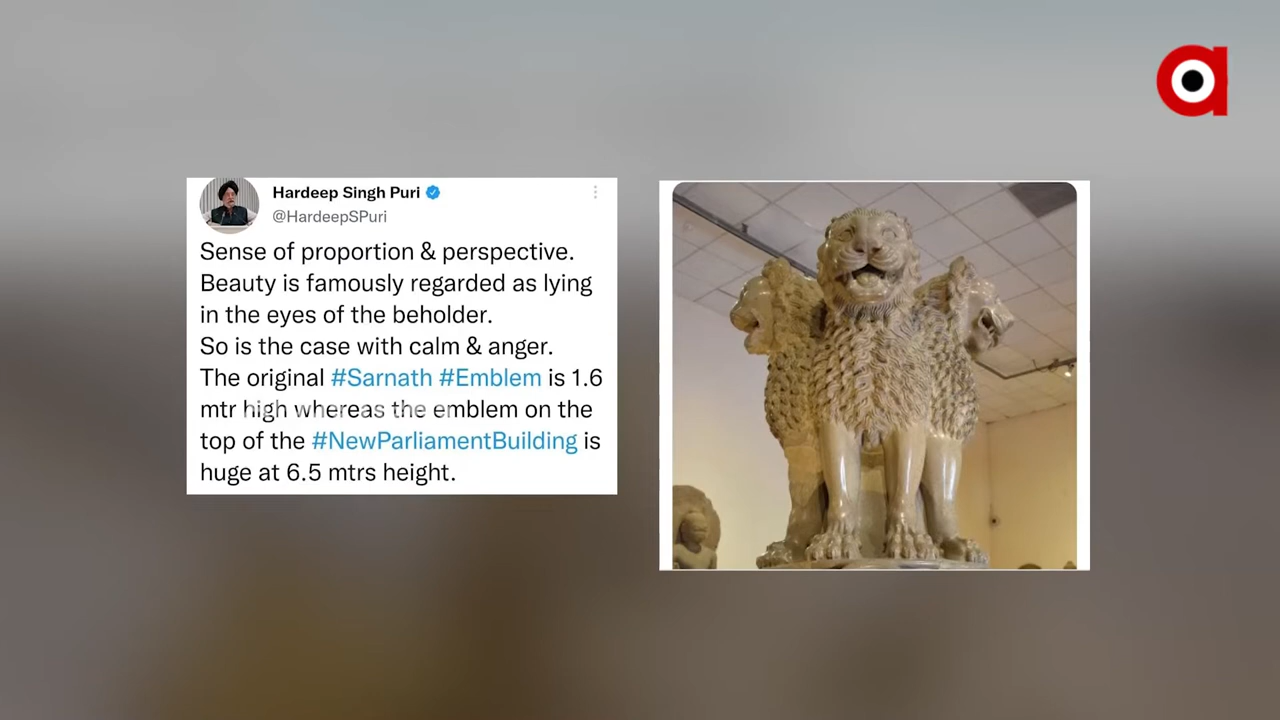 Hardeep Singh Puri
@HardeepSPuri
Sense of proportion & perspective.
Beauty is famously regarded as lying
in the eyes of the beholder.
So is the case with calm & anger.
The original #Sarnath #Emblem is 1.6
mtr high whereas the emblem on the
top of the #NewParliamentBuilding is
huge at 6.5 mtrs height.